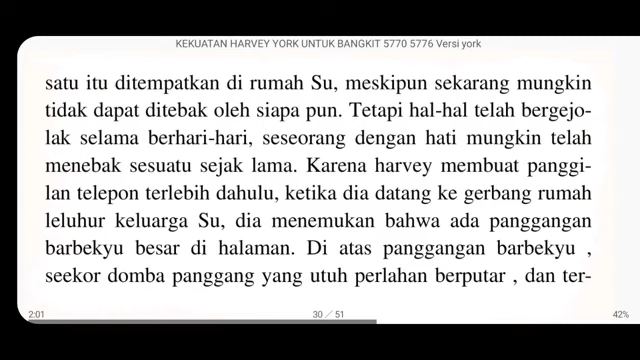 KEKUATAN HARVEY YORK UNTUK BANGKIT 5770 5776 Versi york
satu itu ditempatkan di rumah Su, meskipun sekarang mungkin
tidak dapat ditebak oleh siapa pun. Tetapi hal-hal telah bergejo-
lak selama berhari-hari, seseorang dengan hati mungkin telah
menebak sesuatu sejak lama. Karena harvey membuat panggi-
lan telepon terlebih dahulu, ketika dia datang ke gerbang rumah
leluhur keluarga Su, dia menemukan bahwa ada panggangan
barbekyu besar di halaman. Di atas panggangan barbekyu ,
seekor domba panggang yang utuh perlahan berputar , dan ter-
2:01 30 / 51 42%